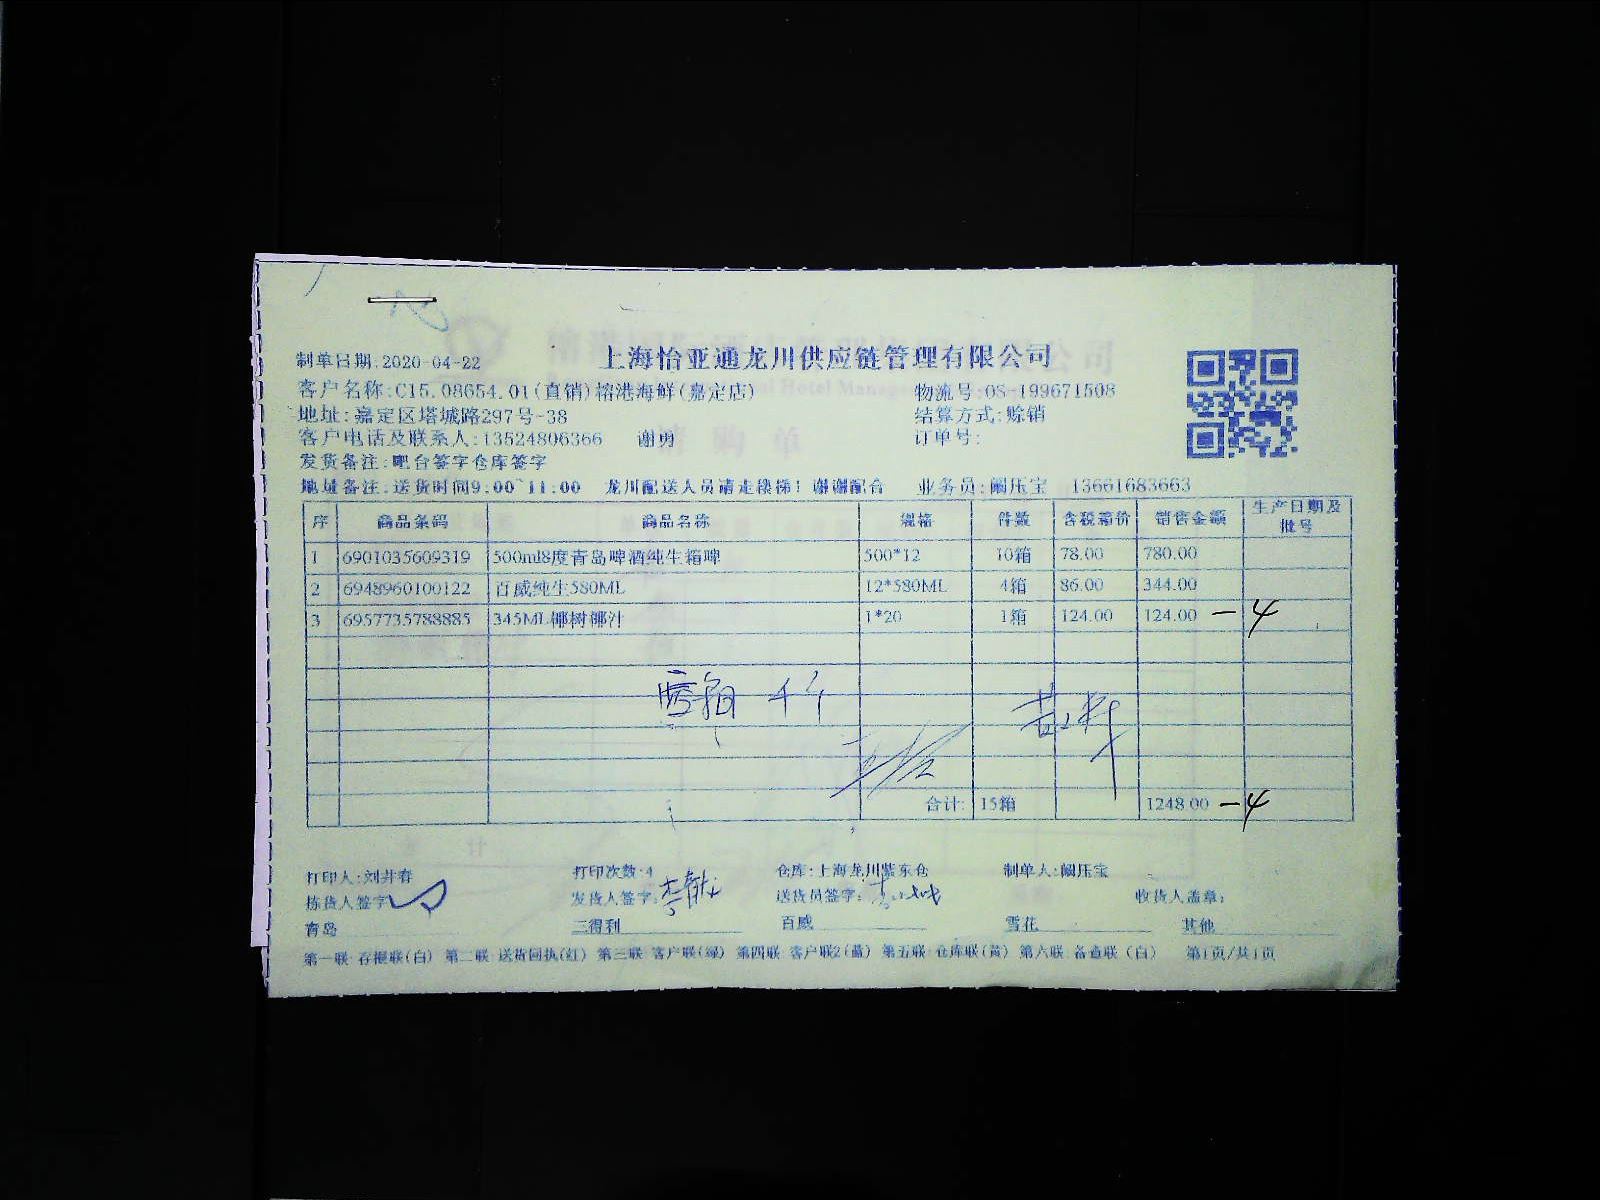 制单日期:2020-04-22
上海怡亚通龙川供应链管理有限公司
客户名称:C15.08654.01(直销)榕港海鲜(嘉定店)
物流号:OS-199671508
地址:嘉定区塔城路297号-38
结算方式:赊销
客户电话及联系人:13524806366 谢勇
订单号:
发货备注:吧台签字仓库签字
地址备注:送货时间9:00~11:00 龙川配送人员请走楼梯!谢谢配合 业务员:阚压宝 13661683663
序 商品条码 商品名称 规格 件数 含税箱价 销售金额 生产日期及批号
1 6901035609319 500ml8度青岛啤酒纯生箱啤 500*12 10箱 78.00 780.00
2 6948960100122 百威纯生580ML 12*580ML 4箱 86.00 344.00
3 6957735788885 345ML椰树椰汁 1*20 1箱 124.00 124.00 -4
合计: 15箱 1248.00 -4
打印人:刘井春 打印次数:4 仓库:上海龙川紫东仓 制单人:阚压宝
拣货人签字: 发货人签字: 送货员签字: 收货人盖章:
青岛 三得利 百威 雪花 其他
第一联:存根联(白) 第二联:送货回执(红) 第三联:客户联(绿) 第四联:客户联2(蓝) 第五联:仓库联(黄) 第六联:备查联(白) 第1页/共1页